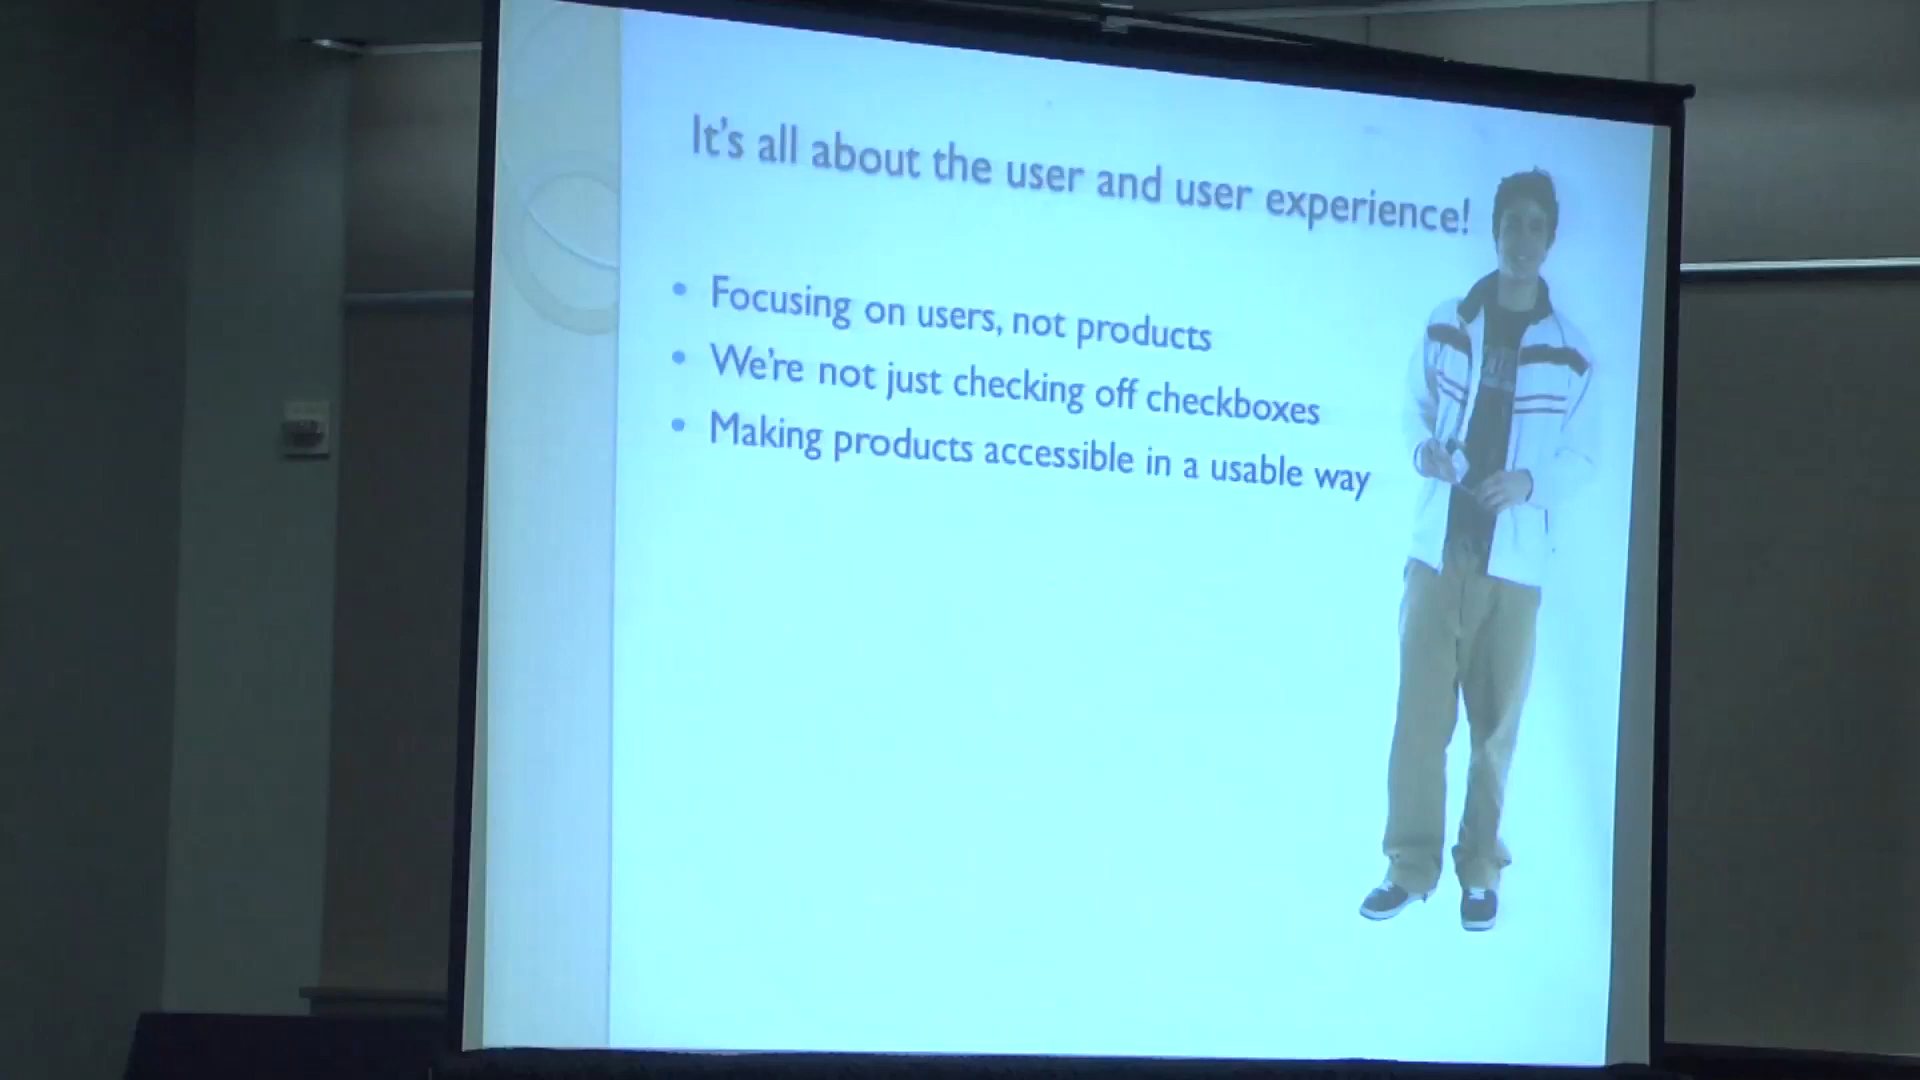 It's all about the user and user experience!
• Focusing on users, not products
• We're not just checking off checkboxes
• Making products accessible in a usable way